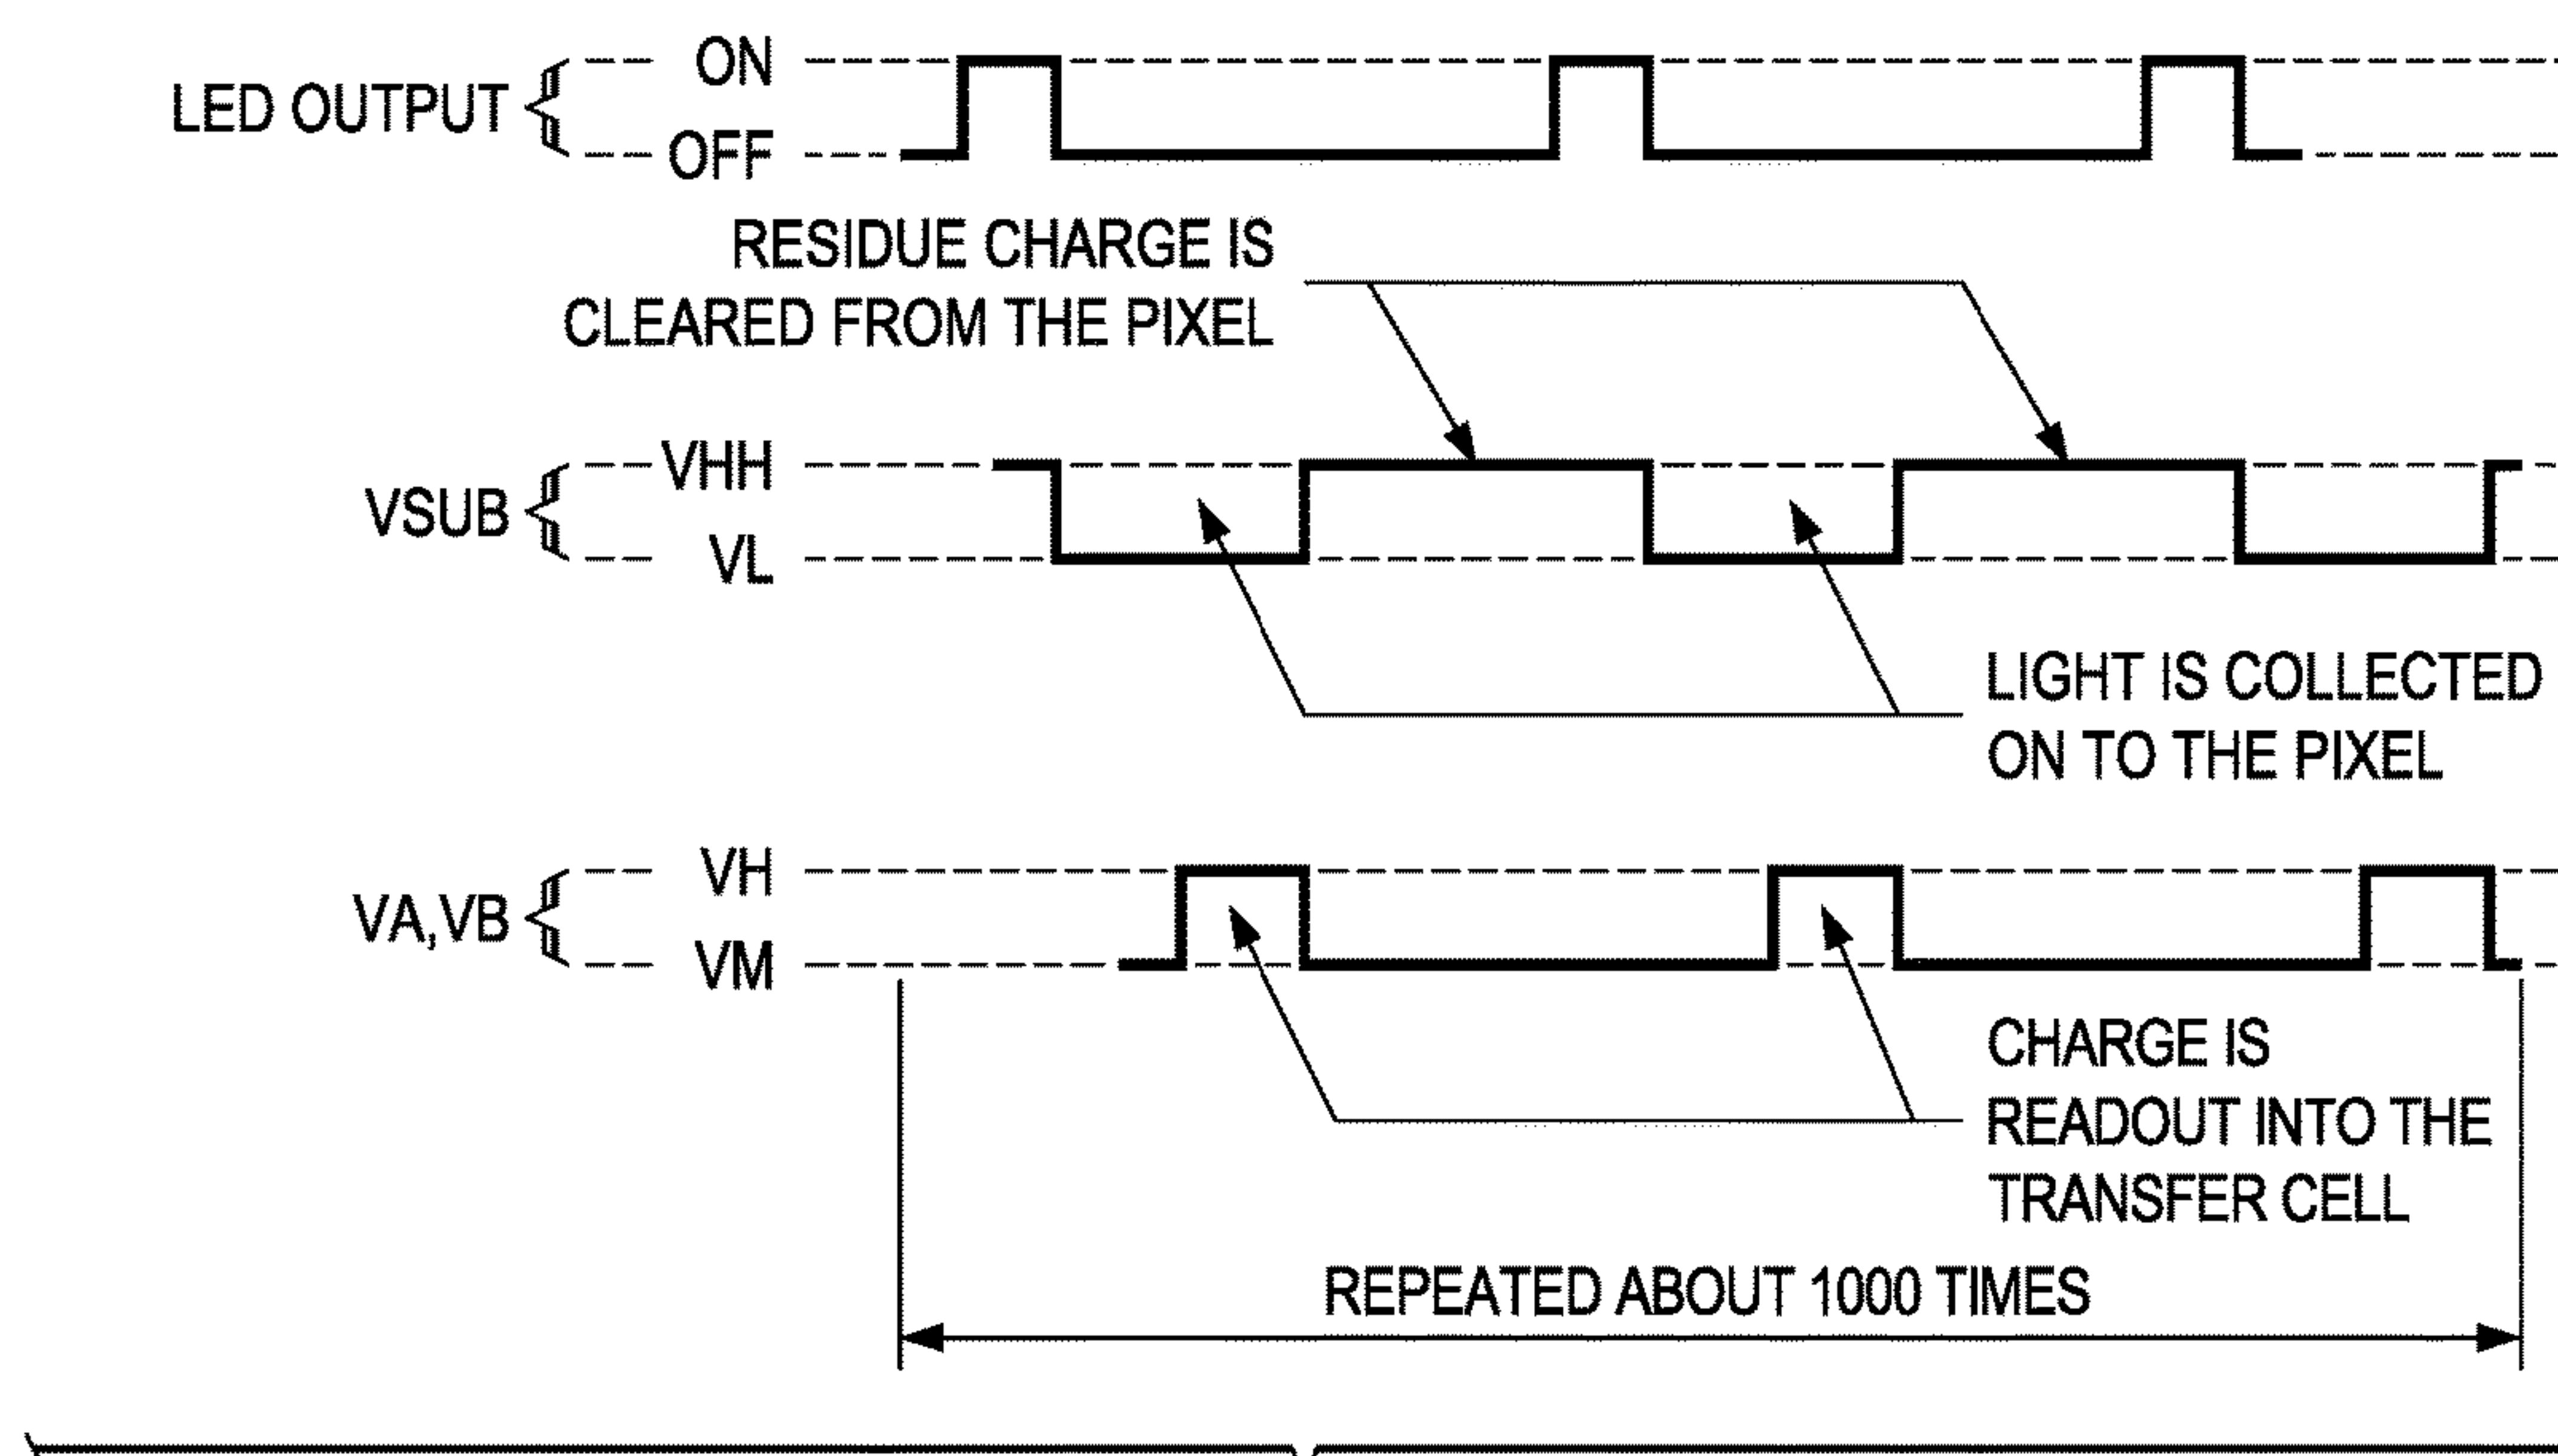 LED OUTPUT
ON
OFF
RESIDUE CHARGE IS
CLEARED FROM THE PIXEL
VSUB
VHH
VL
LIGHT IS COLLECTED
ON TO THE PIXEL
VA,VB
VH
VM
CHARGE IS
READOUT INTO THE
TRANSFER CELL
REPEATED ABOUT 1000 TIMES